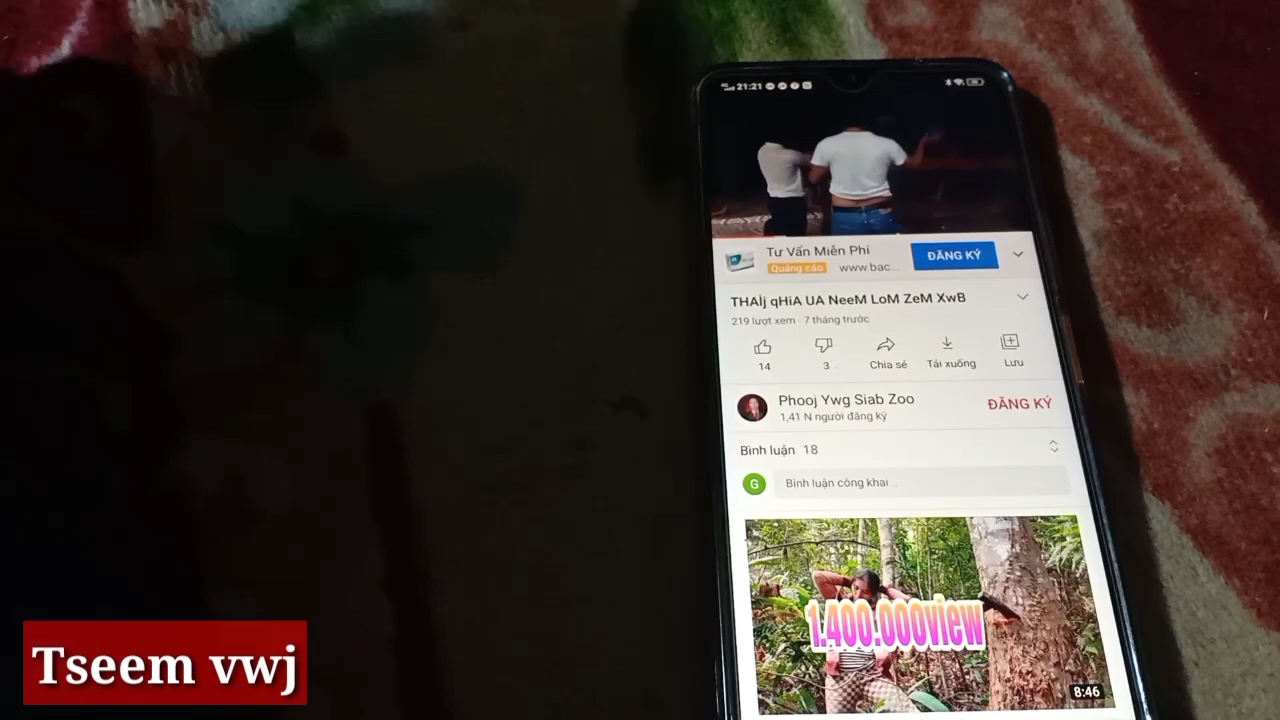 21:21
Tư Vấn Miễn Phí
Quảng cáo www.bac...
ĐĂNG KÝ
THAlj qHiA UA NeeM LoM ZeM XwB
219 lượt xem · 7 tháng trước
14
3
Chia sẻ
Tải xuống
Lưu
Phooj Ywg Siab Zoo
1,41 N người đăng ký
ĐĂNG KÝ
Bình luận 18
G
Bình luận công khai...
1.400.000view
8:46
Tseem vwj